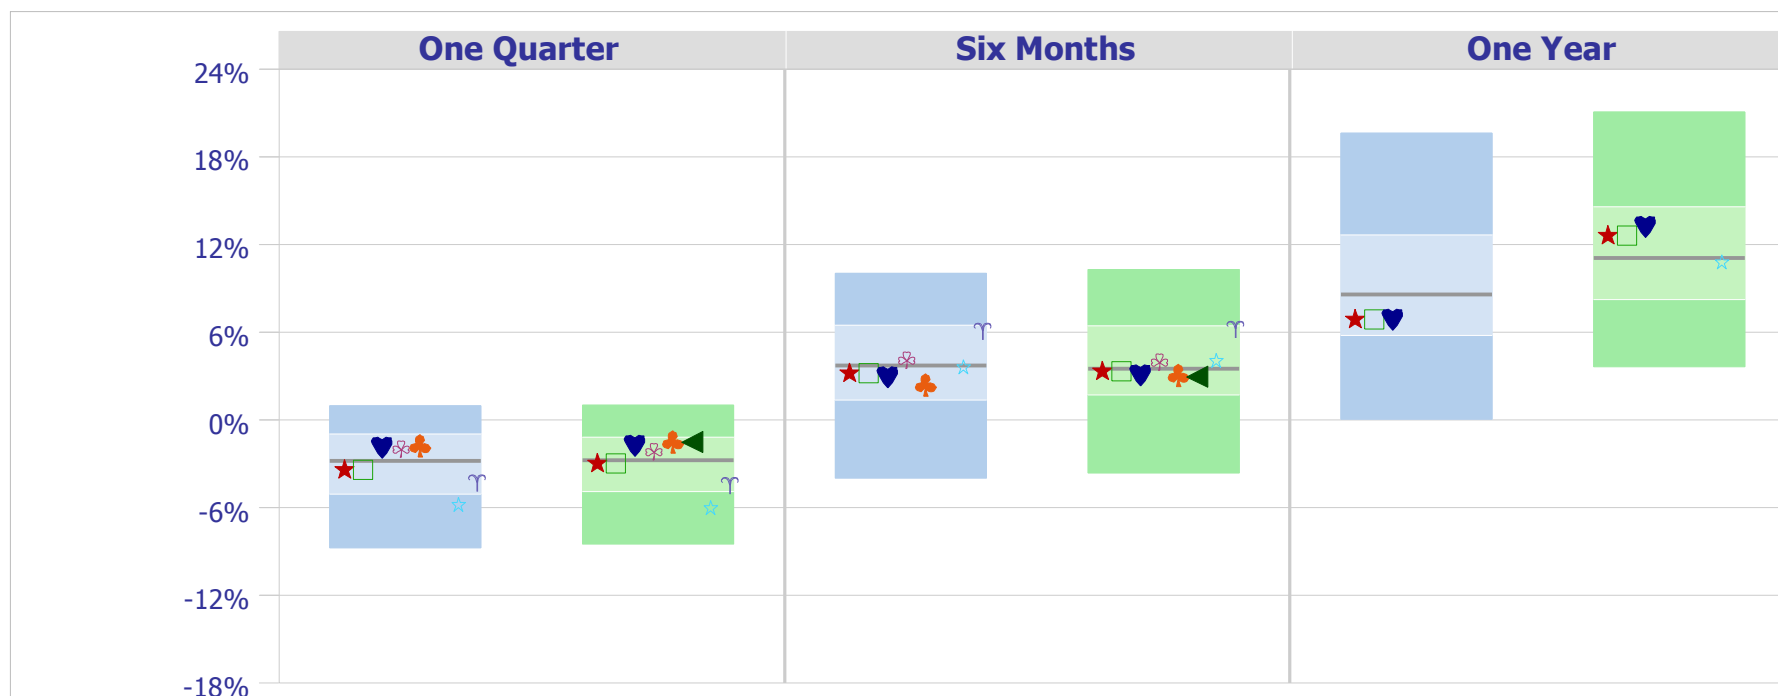 One Quarter
Six Months
One Year
24%
18%
12%
6%
0%
-6%
-12%
-18%